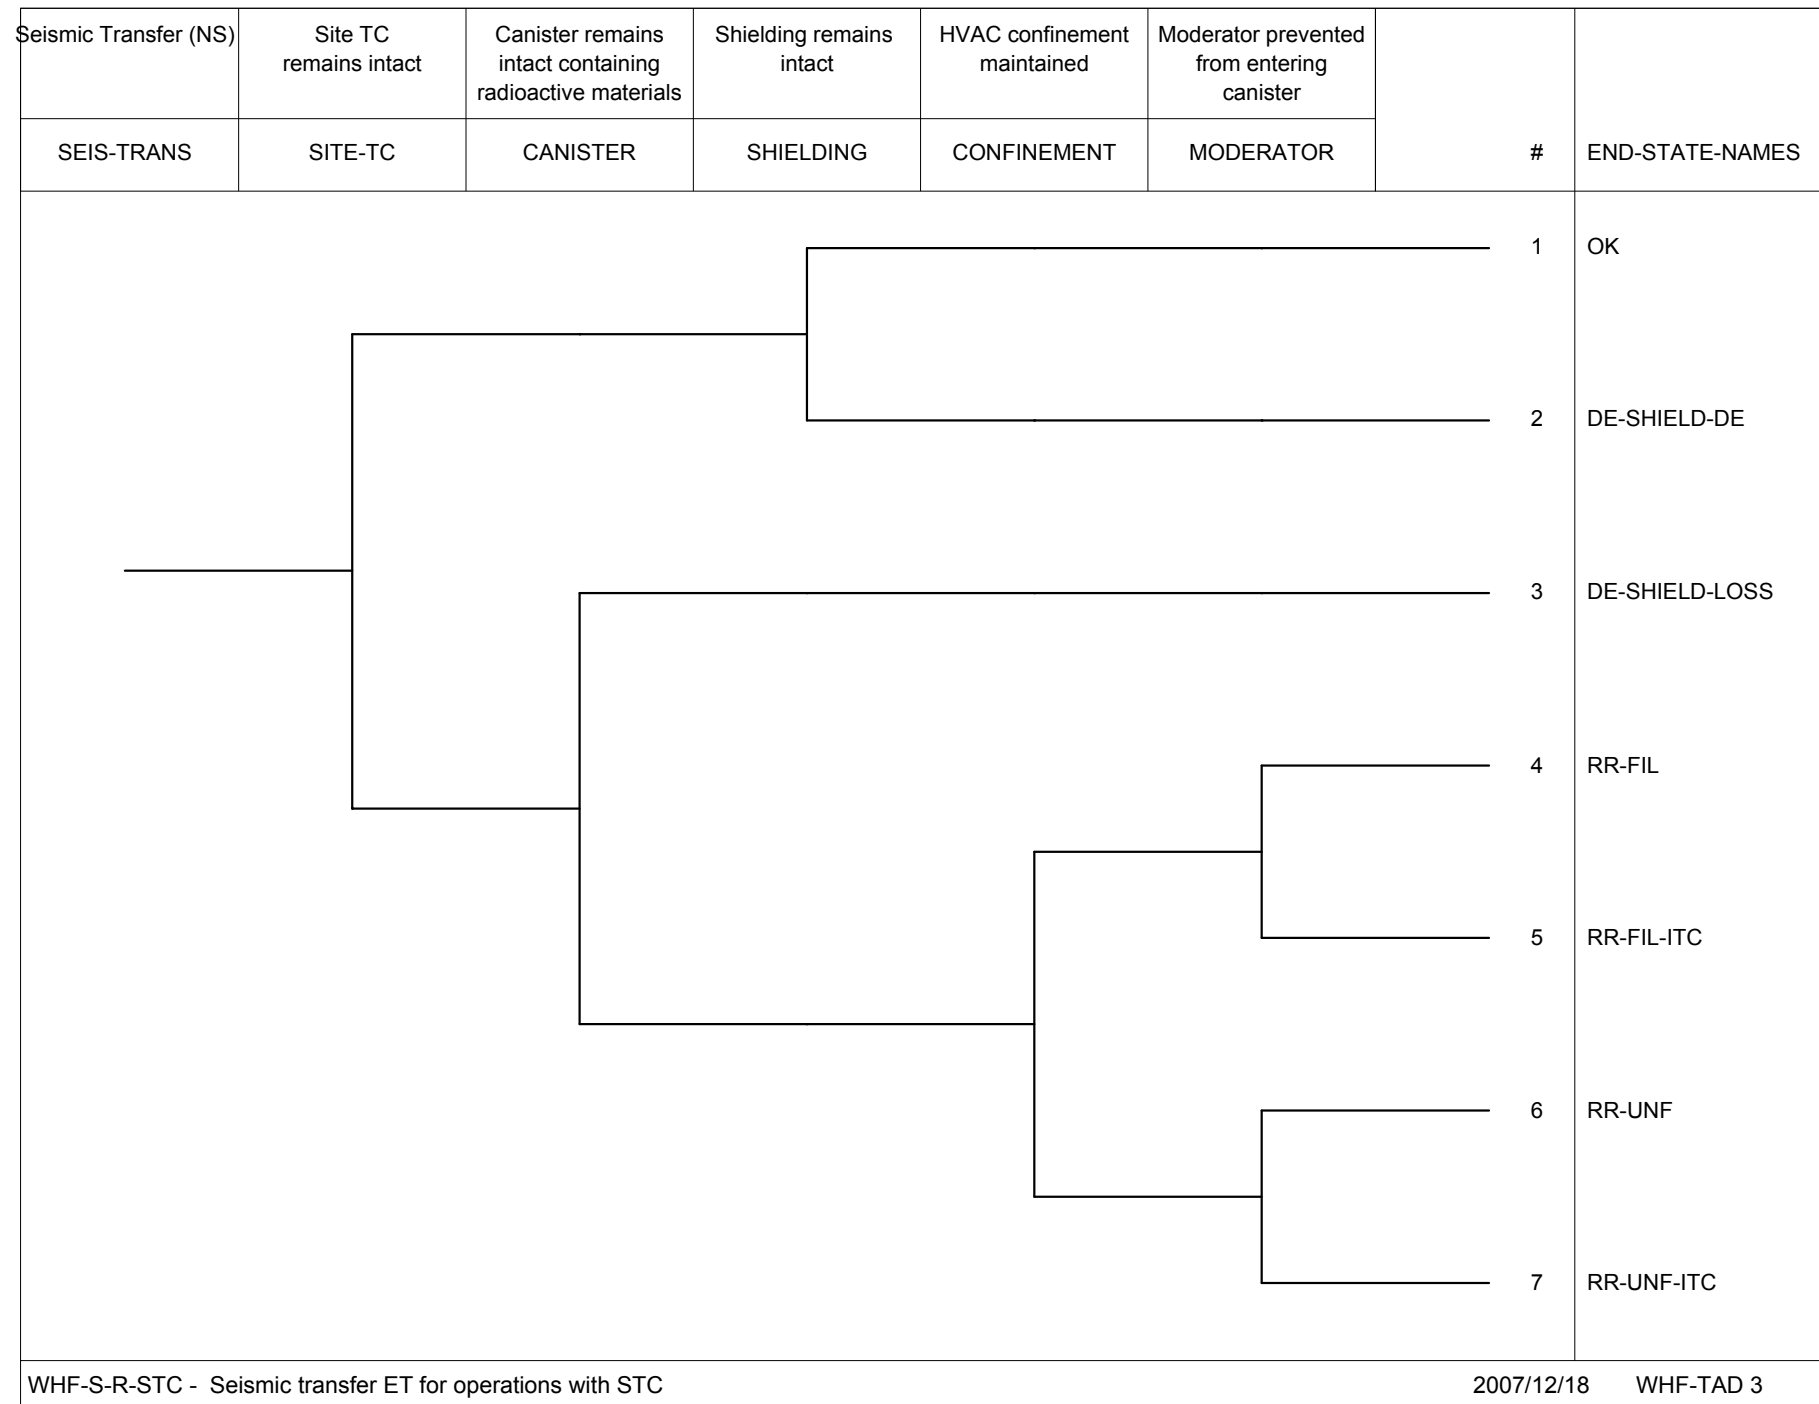 Seismic Transfer (NS)
Site TC
remains intact
Canister remains
intact containing
radioactive materials
Shielding remains
intact
HVAC confinement
maintained
Moderator prevented
from entering
canister
SEIS-TRANS
SITE-TC
CANISTER
SHIELDING
CONFINEMENT
MODERATOR
#
END-STATE-NAMES
1 OK
2 DE-SHIELD-DE
3 DE-SHIELD-LOSS
4 RR-FIL
5 RR-FIL-ITC
6 RR-UNF
7 RR-UNF-ITC
WHF-S-R-STC - Seismic transfer ET for operations with STC 2007/12/18 WHF-TAD 3